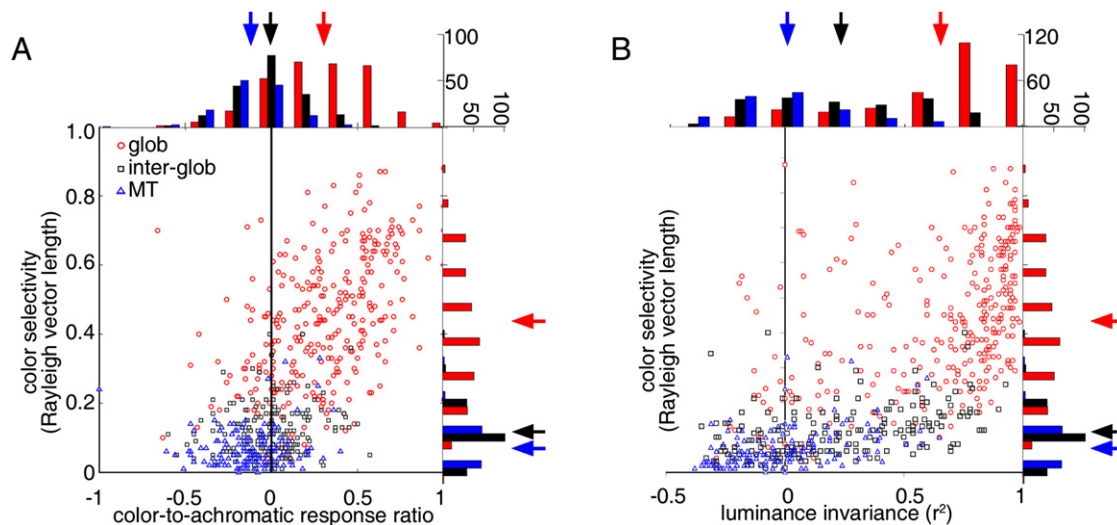 A
100
50
50
100
1.0
0.8
0.6
0.4
0.2
0
glob
inter-glob
MT
color selectivity
(Rayleigh vector length)
-1
-0.5
0
0.5
1
color-to-achromatic response ratio
B
120
60
50
100
color selectivity
(Rayleigh vector length)
-0.5
0
0.5
1
luminance invariance (r²)